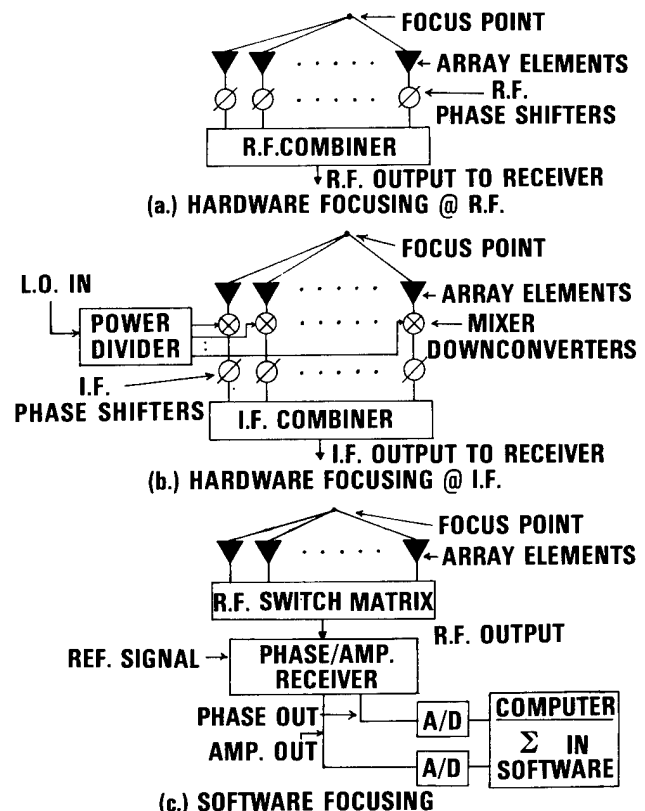 FOCUS POINT
ARRAY ELEMENTS
R.F.
PHASE SHIFTERS
R.F.COMBINER
R.F. OUTPUT TO RECEIVER
(a.) HARDWARE FOCUSING @ R.F.
FOCUS POINT
L.O. IN
ARRAY ELEMENTS
POWER
DIVIDER
MIXER
DOWNCONVERTERS
I.F.
PHASE SHIFTERS
I.F. COMBINER
I.F. OUTPUT TO RECEIVER
(b.) HARDWARE FOCUSING @ I.F.
FOCUS POINT
ARRAY ELEMENTS
R.F. SWITCH MATRIX
R.F. OUTPUT
REF. SIGNAL
PHASE/AMP.
RECEIVER
PHASE OUT
AMP. OUT
A/D
A/D
COMPUTER
Σ IN
SOFTWARE
(c.) SOFTWARE FOCUSING